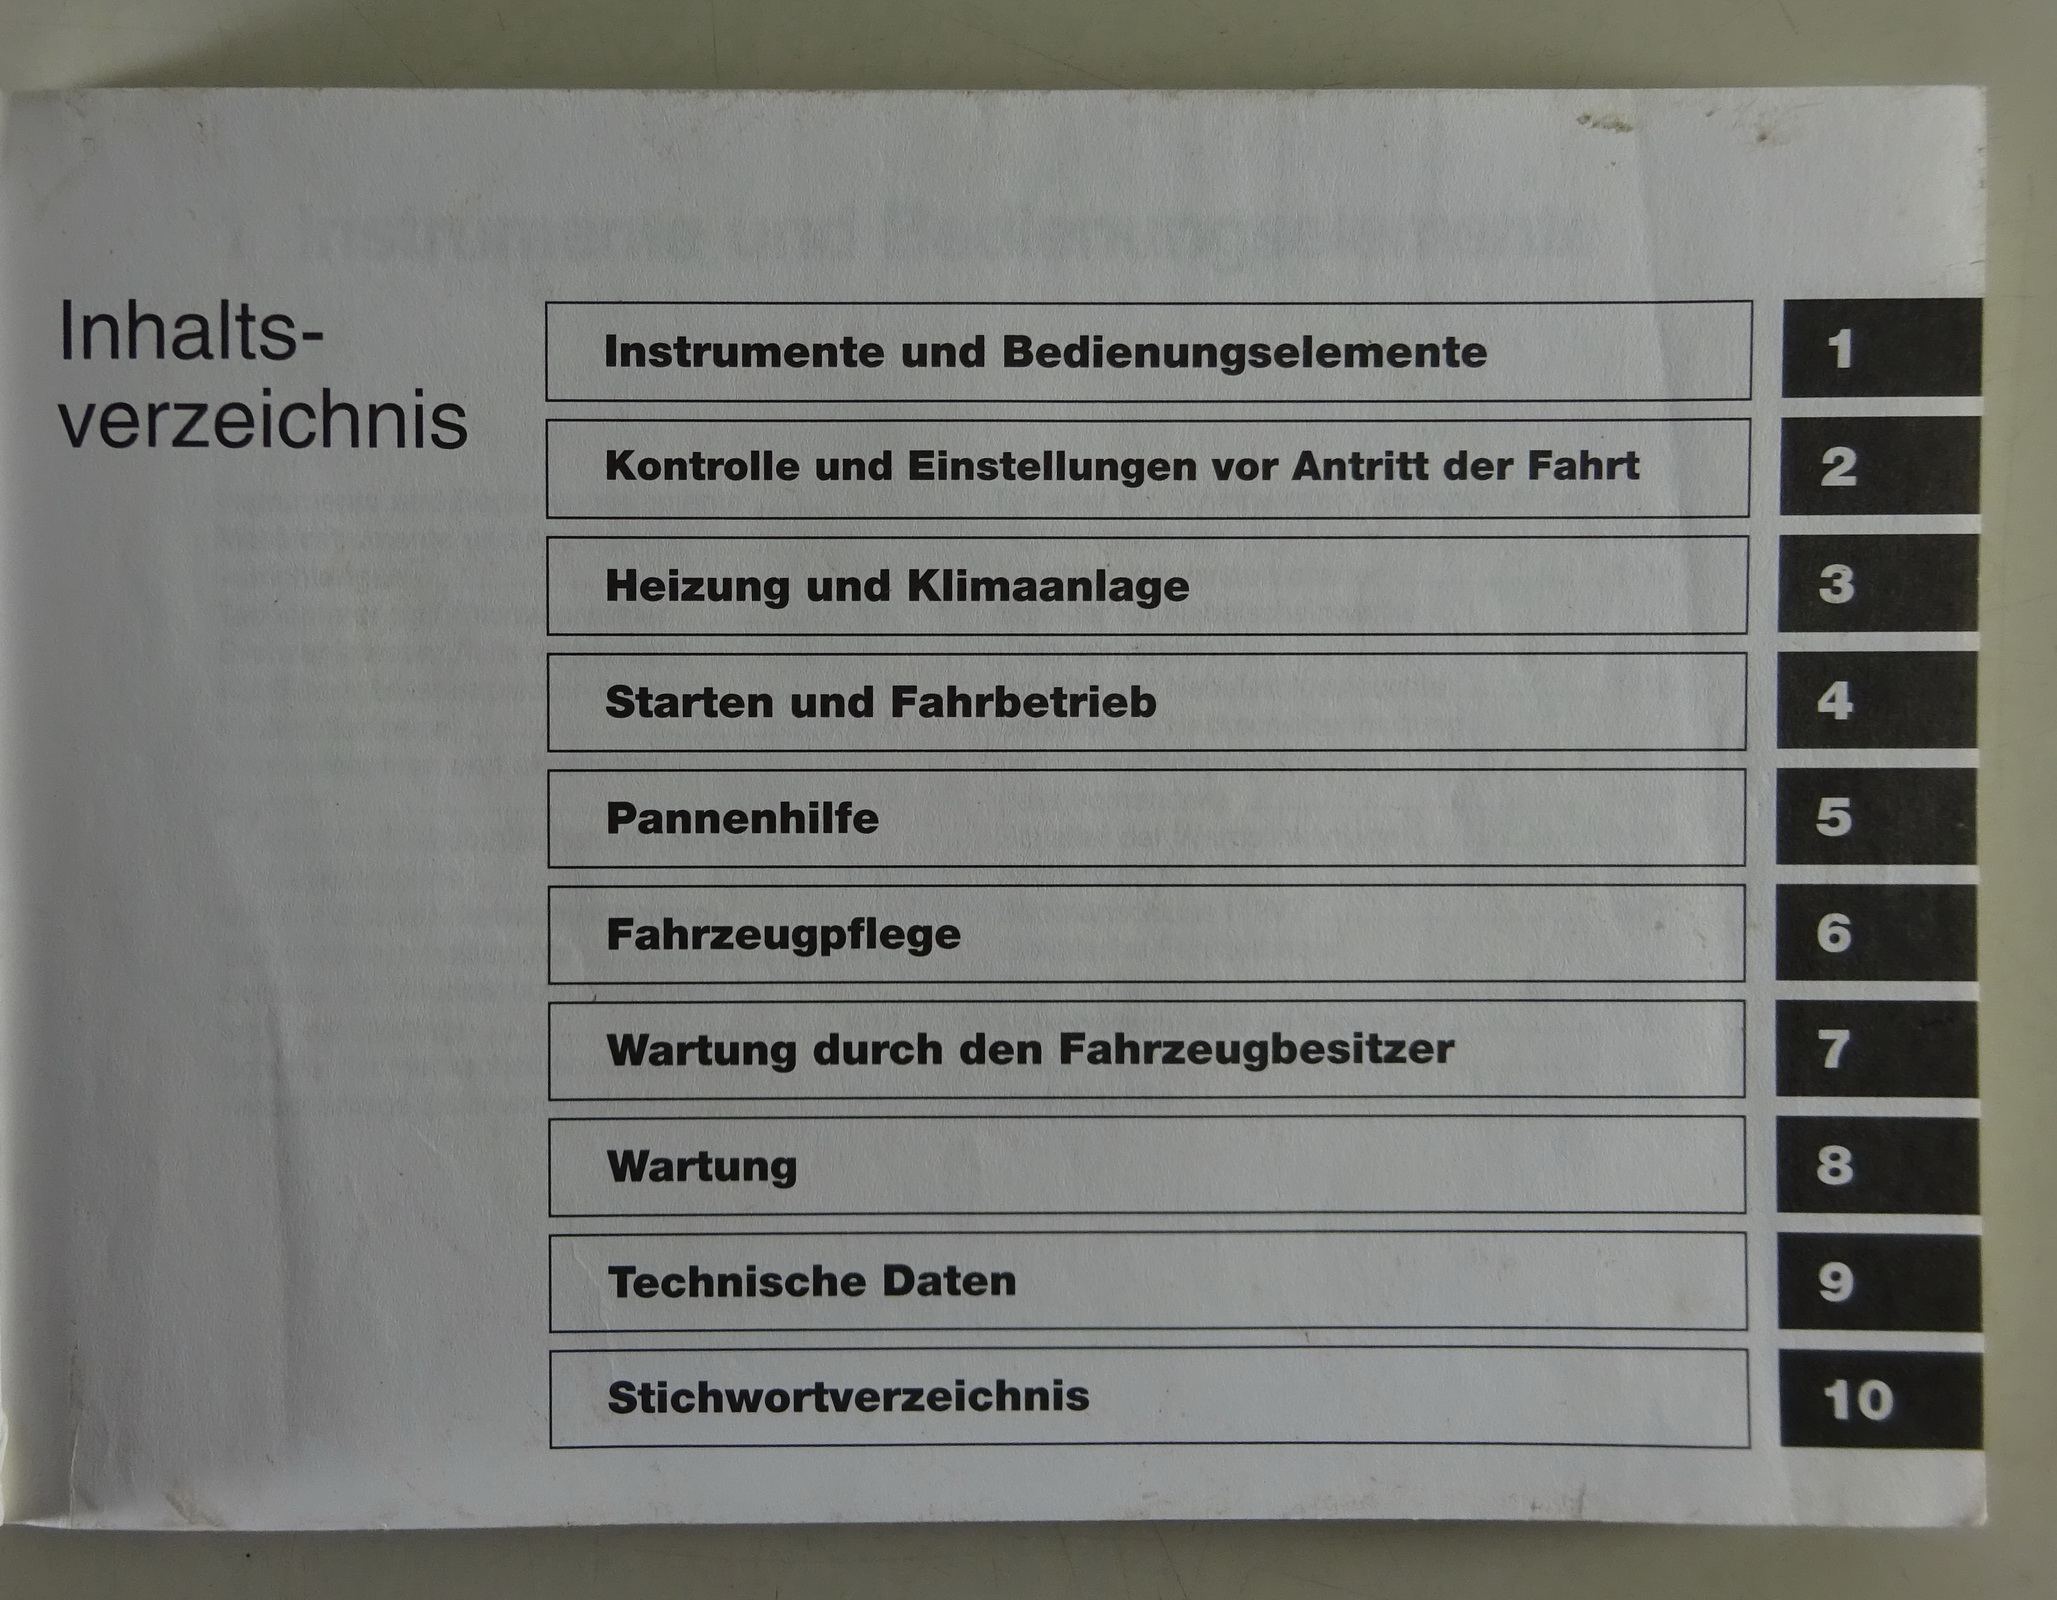 Inhalts-
verzeichnis
Instrumente und Bedienungselemente 1
Kontrolle und Einstellungen vor Antritt der Fahrt 2
Heizung und Klimaanlage 3
Starten und Fahrbetrieb 4
Pannenhilfe 5
Fahrzeugpflege 6
Wartung durch den Fahrzeugbesitzer 7
Wartung 8
Technische Daten 9
Stichwortverzeichnis 10